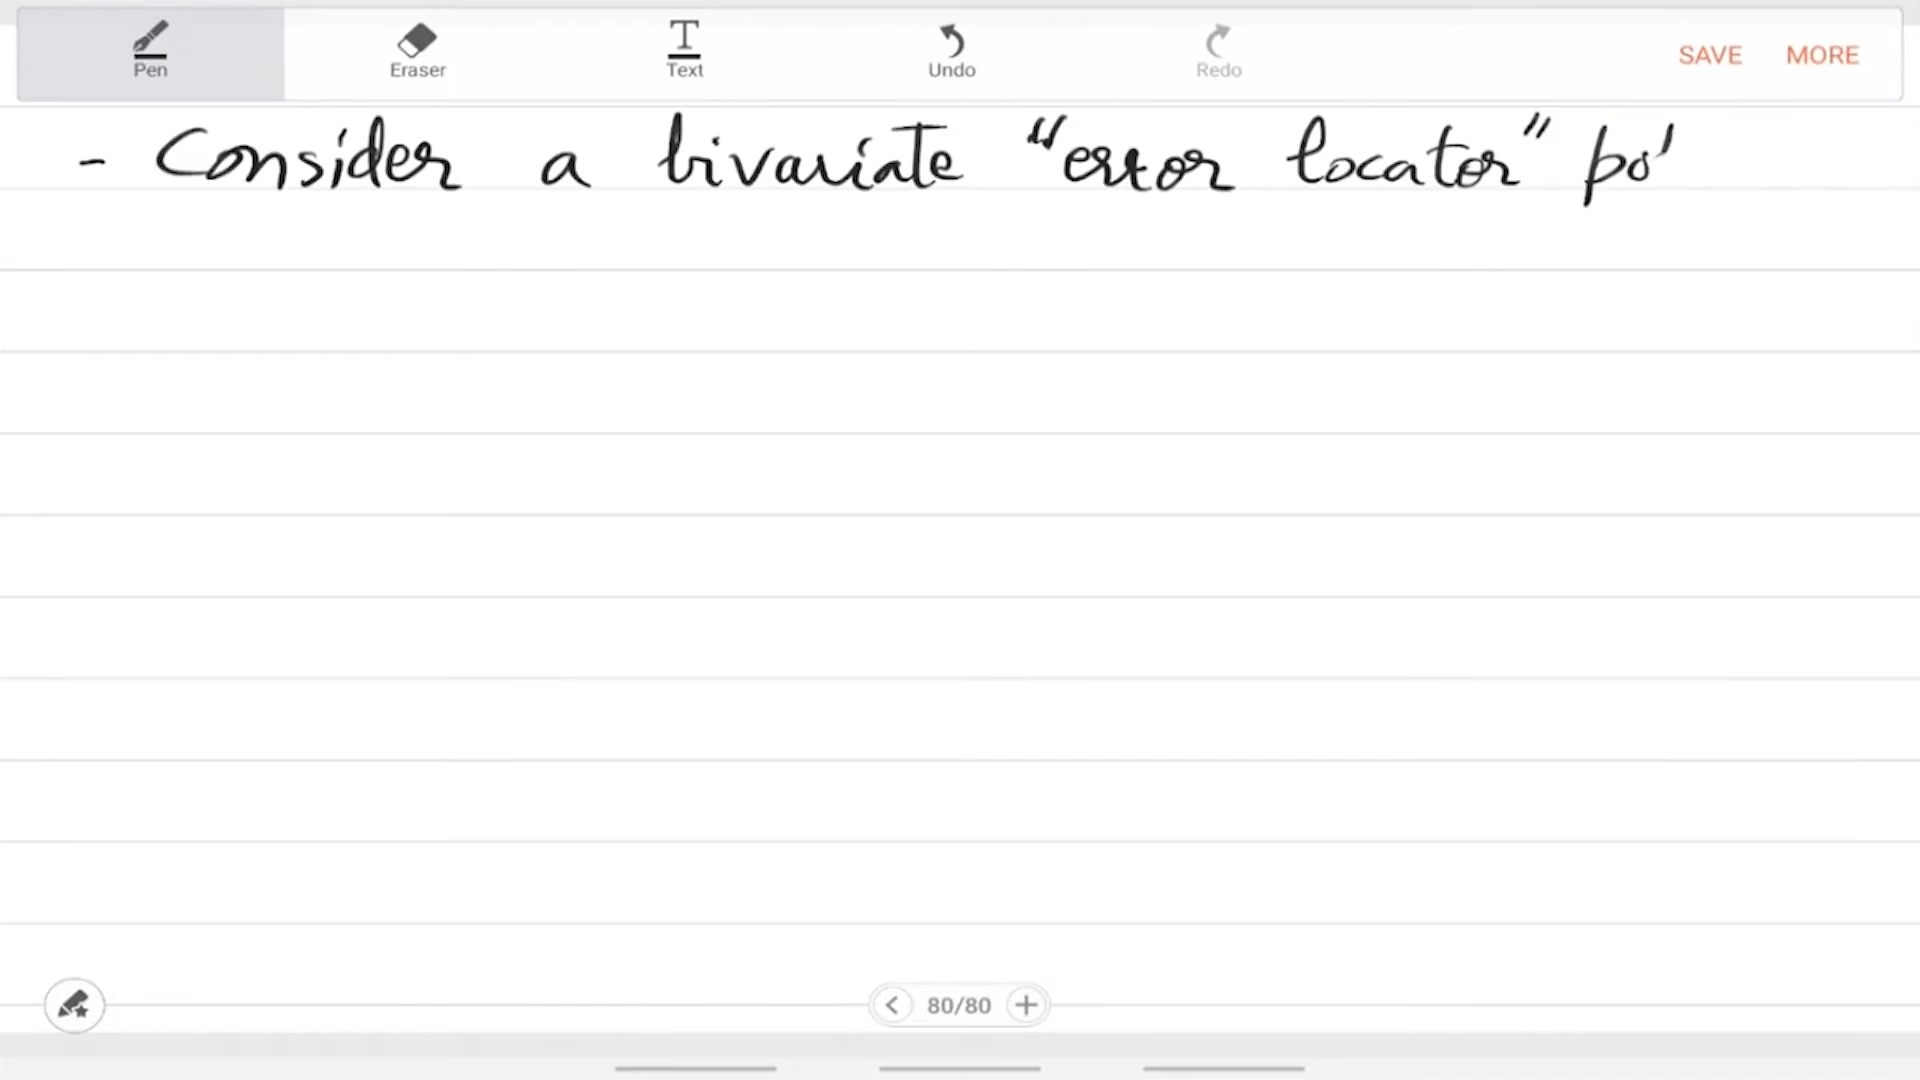 Pen Eraser Text Undo Redo SAVE MORE
- Consider a bivariate "error locator"
80/80